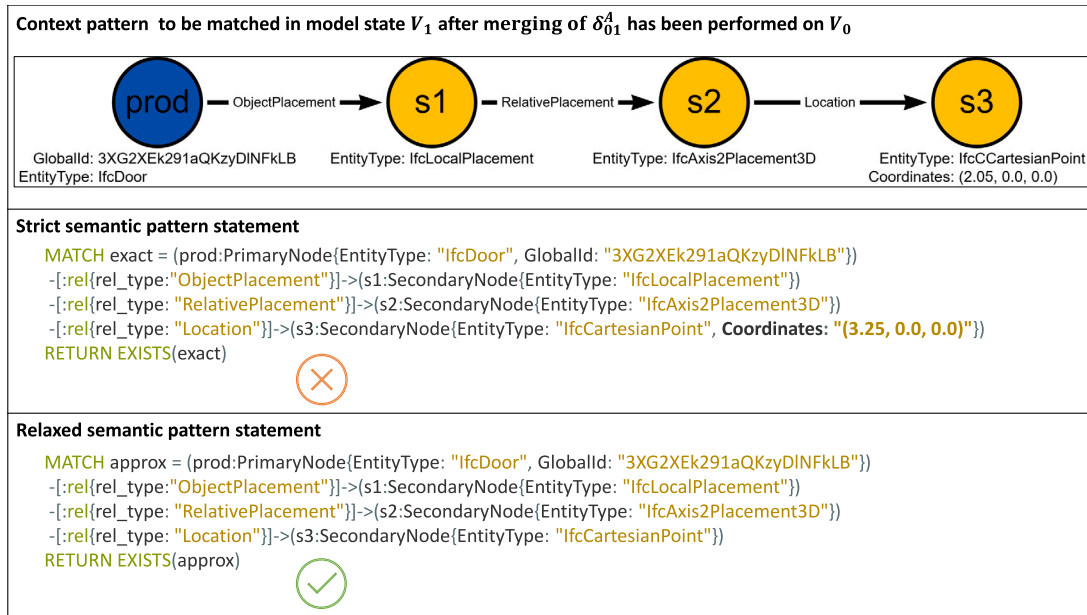 Context pattern to be matched in model state V₁ after merging of δ₀₁ᴬ has been performed on V₀
prod
ObjectPlacement
s1
RelativePlacement
s2
Location
s3
GlobalId: 3XG2XEk291aQKzyDlNFkLB
EntityType: IfcDoor
EntityType: IfcLocalPlacement
EntityType: IfcAxis2Placement3D
EntityType: IfcCCartesianPoint
Coordinates: (2.05, 0.0, 0.0)
Strict semantic pattern statement
MATCH exact = (prod:PrimaryNode{EntityType: "IfcDoor", GlobalId: "3XG2XEk291aQKzyDlNFkLB"})
-[:rel{rel_type:"ObjectPlacement"}]->(s1:SecondaryNode{EntityType: "IfcLocalPlacement"})
-[:rel{rel_type: "RelativePlacement"}]->(s2:SecondaryNode{EntityType: "IfcAxis2Placement3D"})
-[:rel{rel_type: "Location"}]->(s3:SecondaryNode{EntityType: "IfcCartesianPoint", Coordinates: "(3.25, 0.0, 0.0)"})
RETURN EXISTS(exact)
Relaxed semantic pattern statement
MATCH approx = (prod:PrimaryNode{EntityType: "IfcDoor", GlobalId: "3XG2XEk291aQKzyDlNFkLB"})
-[:rel{rel_type:"ObjectPlacement"}]->(s1:SecondaryNode{EntityType: "IfcLocalPlacement"})
-[:rel{rel_type: "RelativePlacement"}]->(s2:SecondaryNode{EntityType: "IfcAxis2Placement3D"})
-[:rel{rel_type: "Location"}]->(s3:SecondaryNode{EntityType: "IfcCartesianPoint"})
RETURN EXISTS(approx)